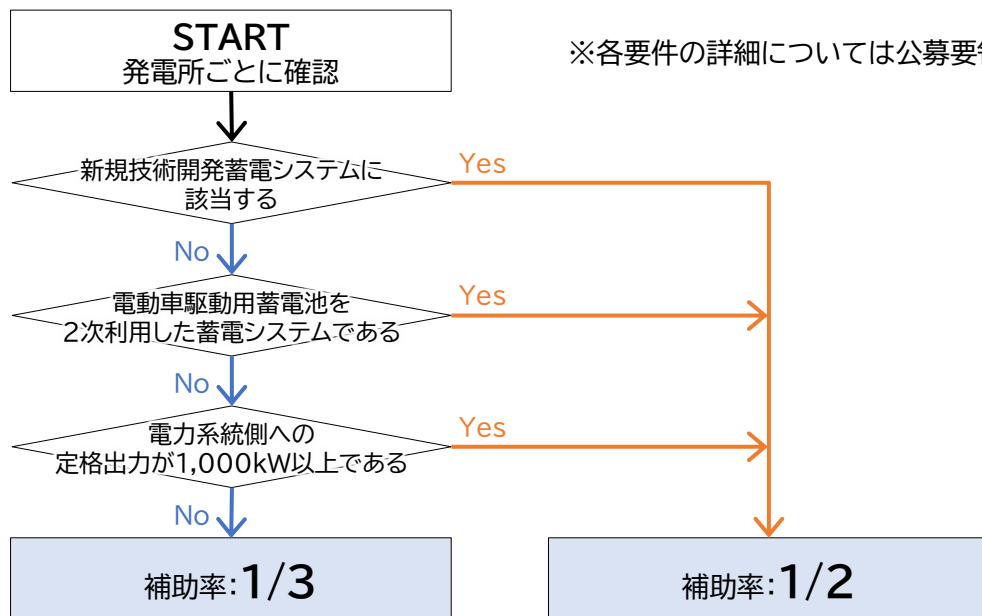 START
発電所ごとに確認
※各要件の詳細については公募要
新規技術開発蓄電システムに
該当する
Yes
No
電動車駆動用蓄電池を
2次利用した蓄電システムである
Yes
No
電力系統側への
定格出力が1,000kW以上である
Yes
No
補助率:1/3
補助率:1/2